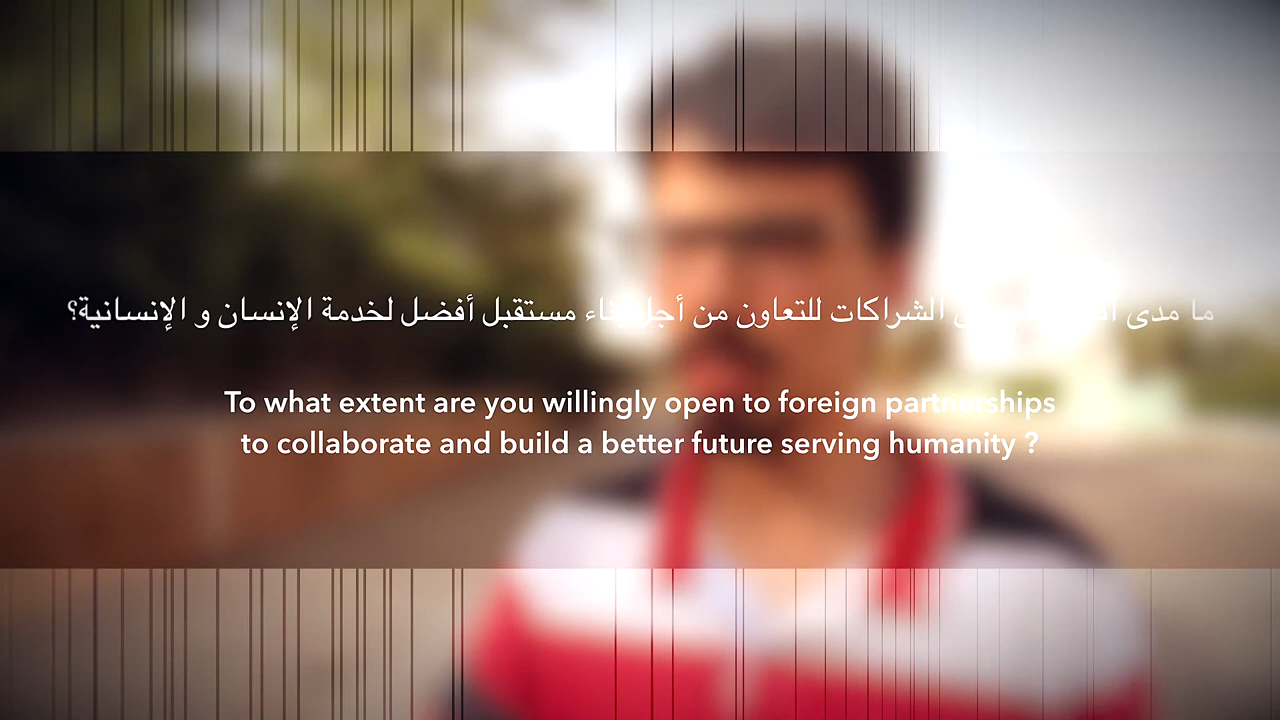 ما مدى الشراكات للتعاون من أجل بناء مستقبل أفضل لخدمة الإنسان و الإنسانية؟
To what extent are you willingly open to foreign partnerships
to collaborate and build a better future serving humanity ?